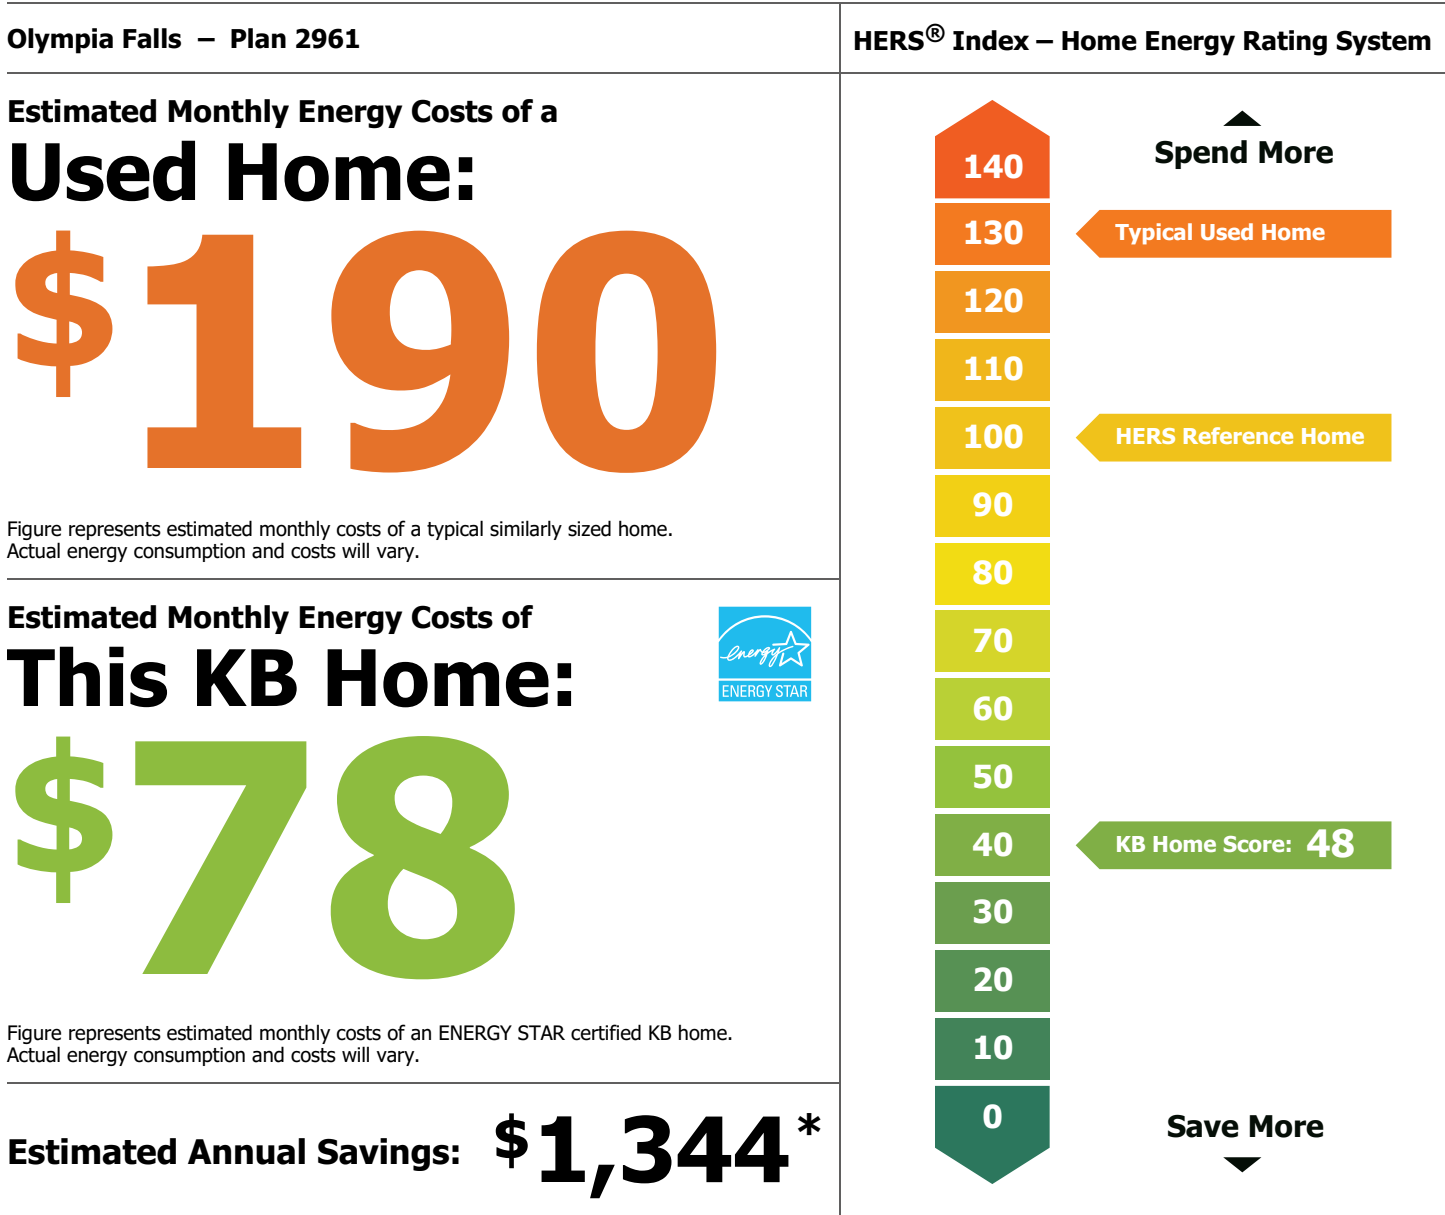 Olympia Falls – Plan 2961
Estimated Monthly Energy Costs of a
Used Home:
$190
Figure represents estimated monthly costs of a typical similarly sized home.
Actual energy consumption and costs will vary.
Estimated Monthly Energy Costs of
This KB Home:
energy
ENERGY STAR
$78
Figure represents estimated monthly costs of an ENERGY STAR certified KB home.
Actual energy consumption and costs will vary.
Estimated Annual Savings: $1,344*
HERS® Index – Home Energy Rating System
Spend More
140
130 Typical Used Home
120
110
100 HERS Reference Home
90
80
70
60
50
40 KB Home Score: 48
30
20
10
0
Save More